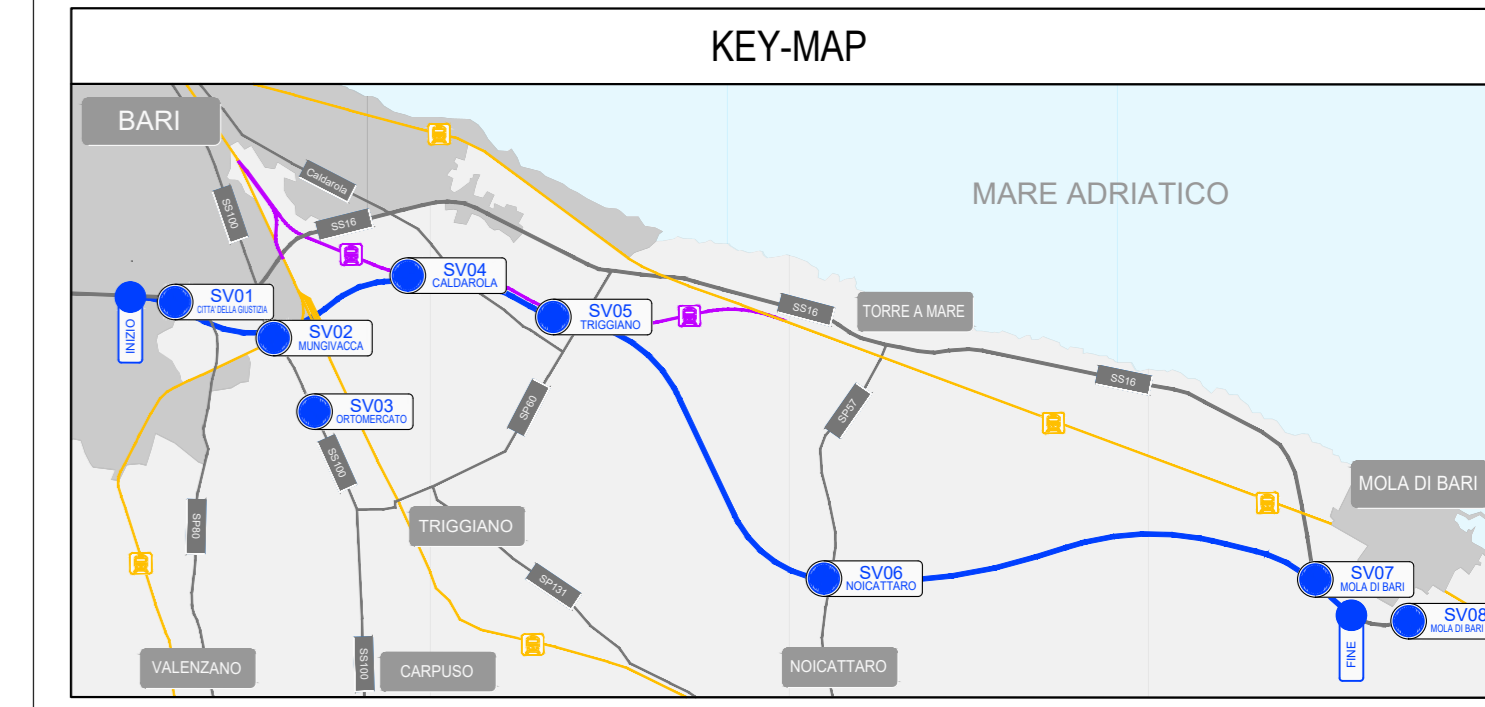 KEY-MAP
BARI
Caldarola
SS100
SS16
MARE ADRIATICO
SV04
CALDAROLA
SV01
CITTA' DELLA GIUSTIZIA
SV05
TRIGGIANO
SS16
TORRE A MARE
INIZIO
SV02
MUNGIVACCA
SS16
SV03
ORTOMERCATO
SP60
SP57
SS100
MOLA DI BARI
SP80
TRIGGIANO
SP131
SV06
NOICATTARO
SV07
MOLA DI BARI
SV08
MOLA DI BARI
FINE
VALENZANO
SS100
CARPUSO
NOICATTARO